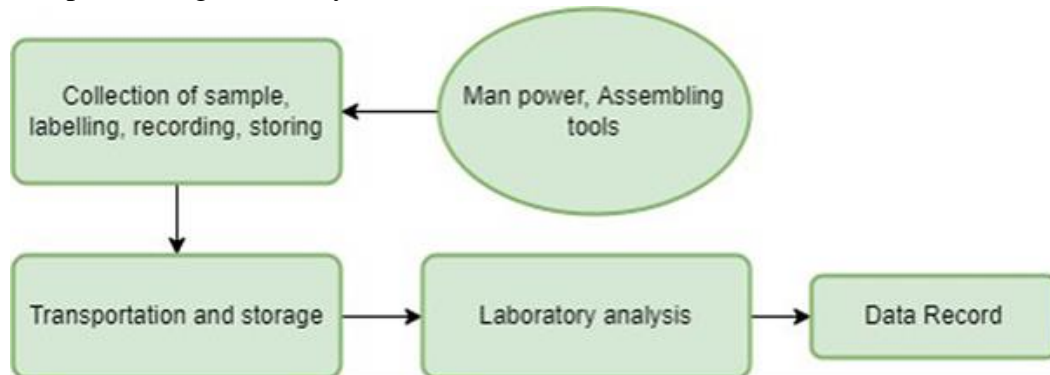 Collection of sample,
labelling, recording, storing
Man power, Assembling
tools
Transportation and storage
Laboratory analysis
Data Record